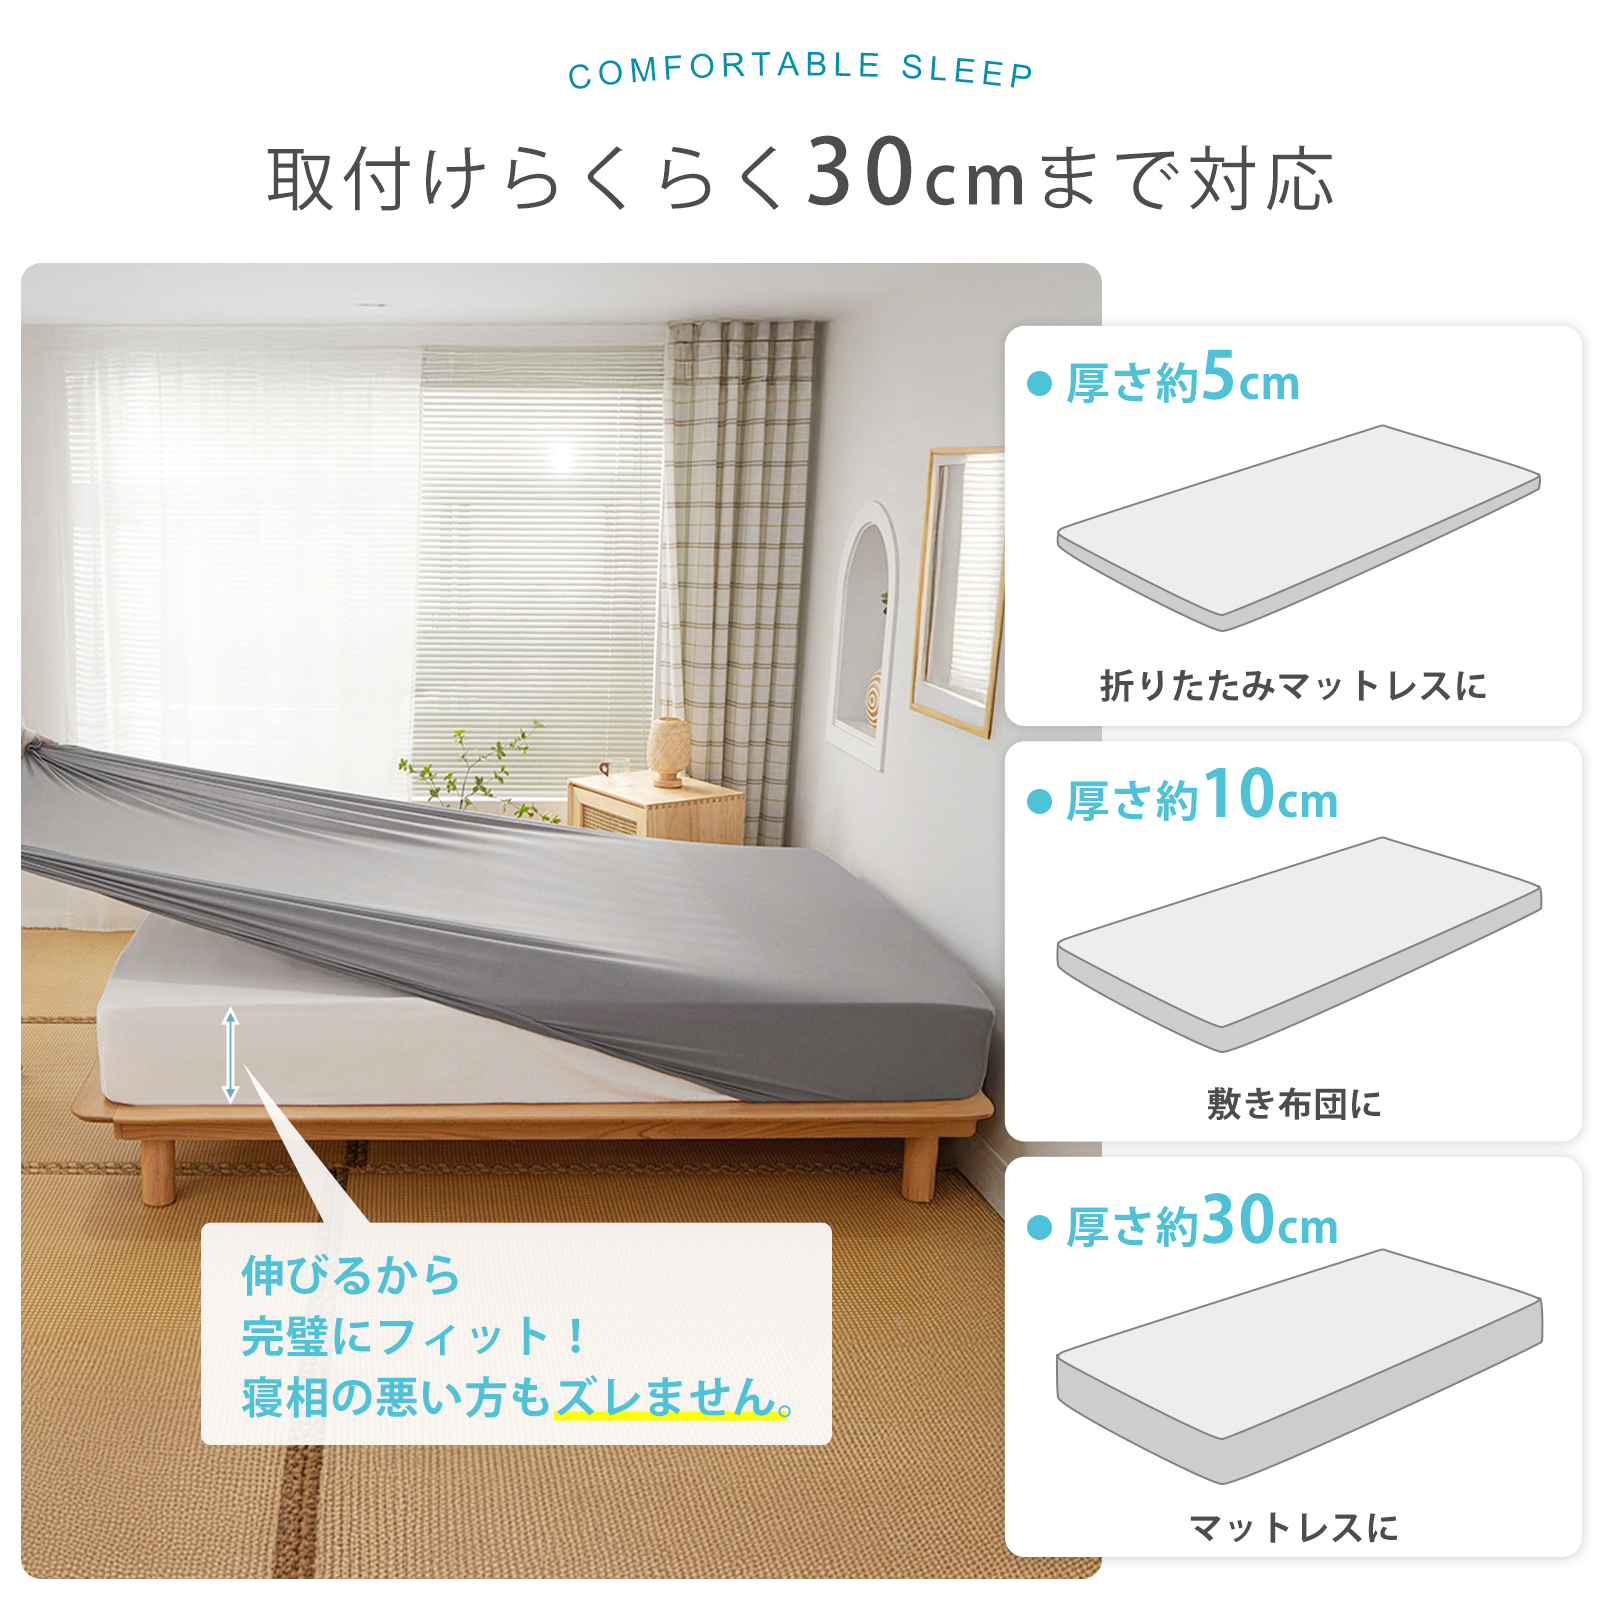 COMFORTABLE SLEEP
取付けらくらく30cmまで対応
● 厚さ約5cm
折りたたみマットレスに
● 厚さ約10cm
敷き布団に
● 厚さ約30cm
マットレスに
伸びるから
完璧にフィット！
寝相の悪い方もズレません。